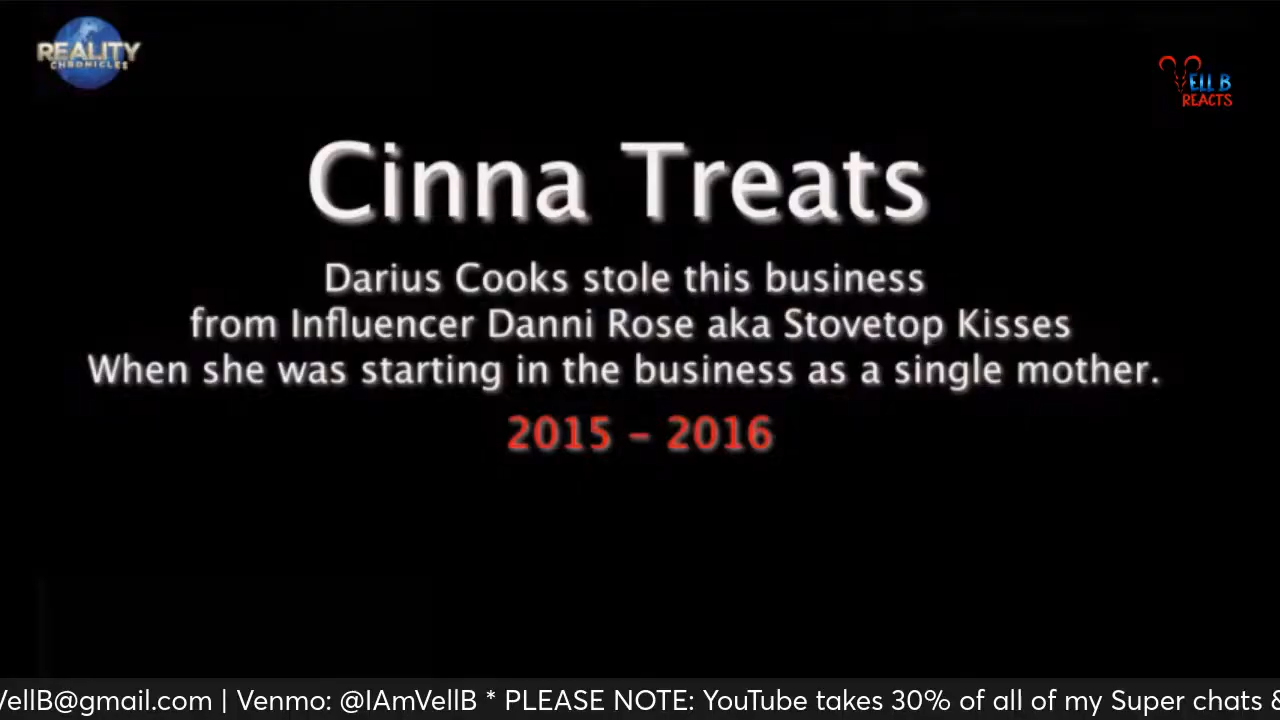 REALITY
CHRONICLES
VELL B
REACTS
Cinna Treats
Darius Cooks stole this business
from Influencer Danni Rose aka Stovetop Kisses
When she was starting in the business as a single mother.
2015 - 2016
VellB@gmail.com | Venmo: @IAmVellB * PLEASE NOTE: YouTube takes 30% of all of my Super chats &